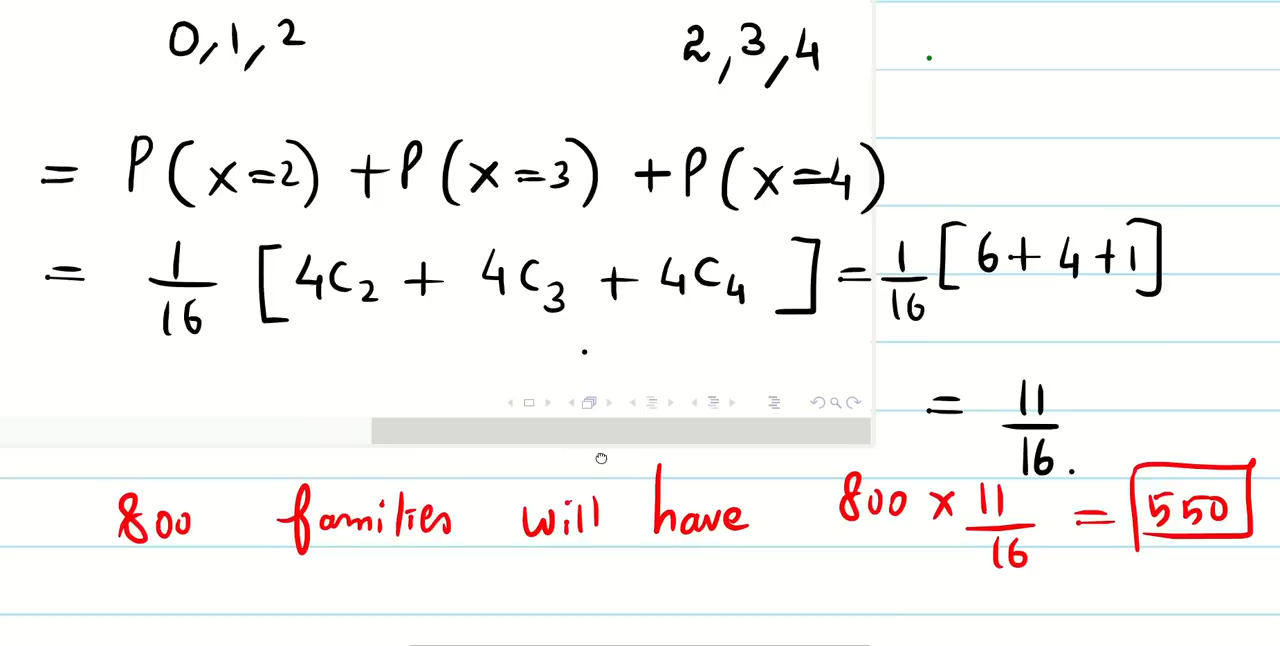 0, 1, 2 2, 3, 4
= P(x=2) + P(x=3) + P(x=4)
= 1/16 [4C₂ + 4C₃ + 4C₄] = 1/16 [6+4+1]
= 11/16.
800 families will have 800 × 11/16 = 550